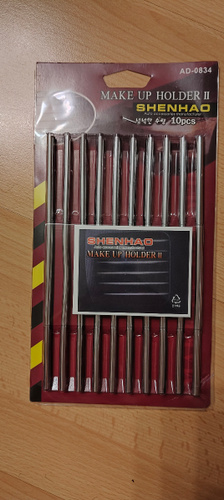 AD-0834
MAKE UP HOLDER II
SHENHAO
10pcs
SHENHAO
MAKE UP HOLDER II